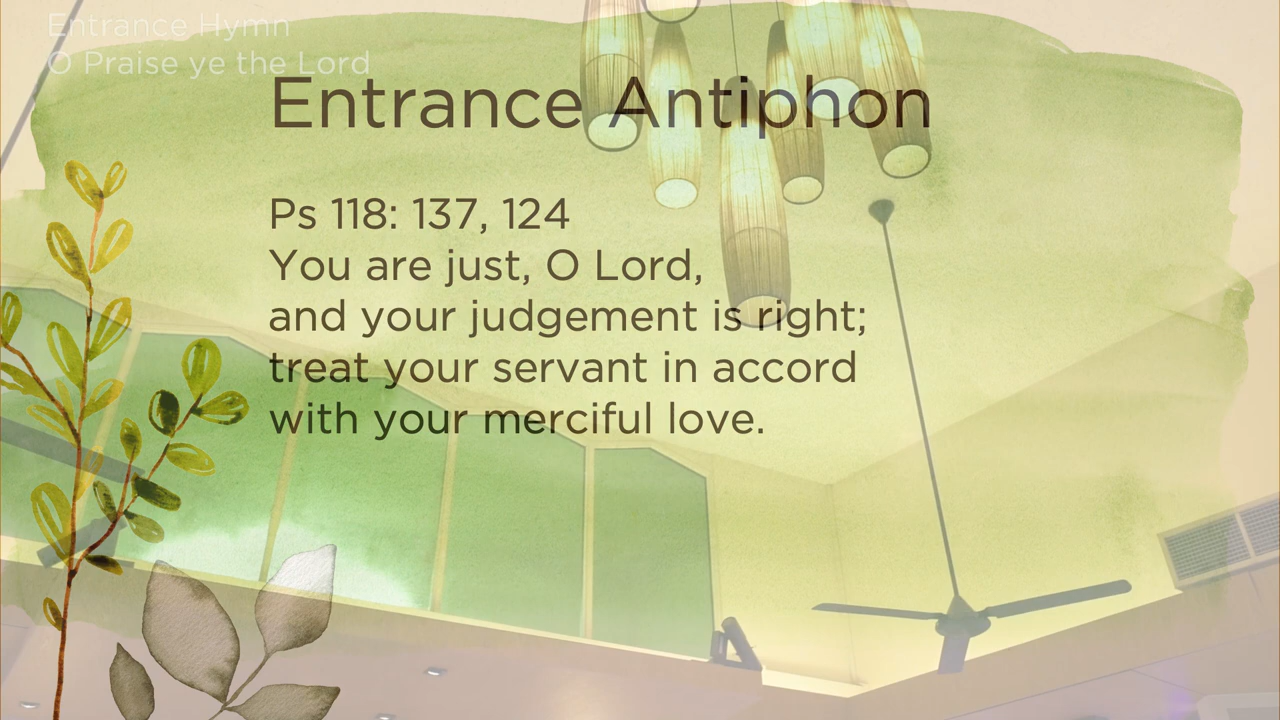 Entrance Hymn
O Praise ye the Lord
Entrance Antiphon
Ps 118: 137, 124
You are just, O Lord,
and your judgement is right;
treat your servant in accord
with your merciful love.